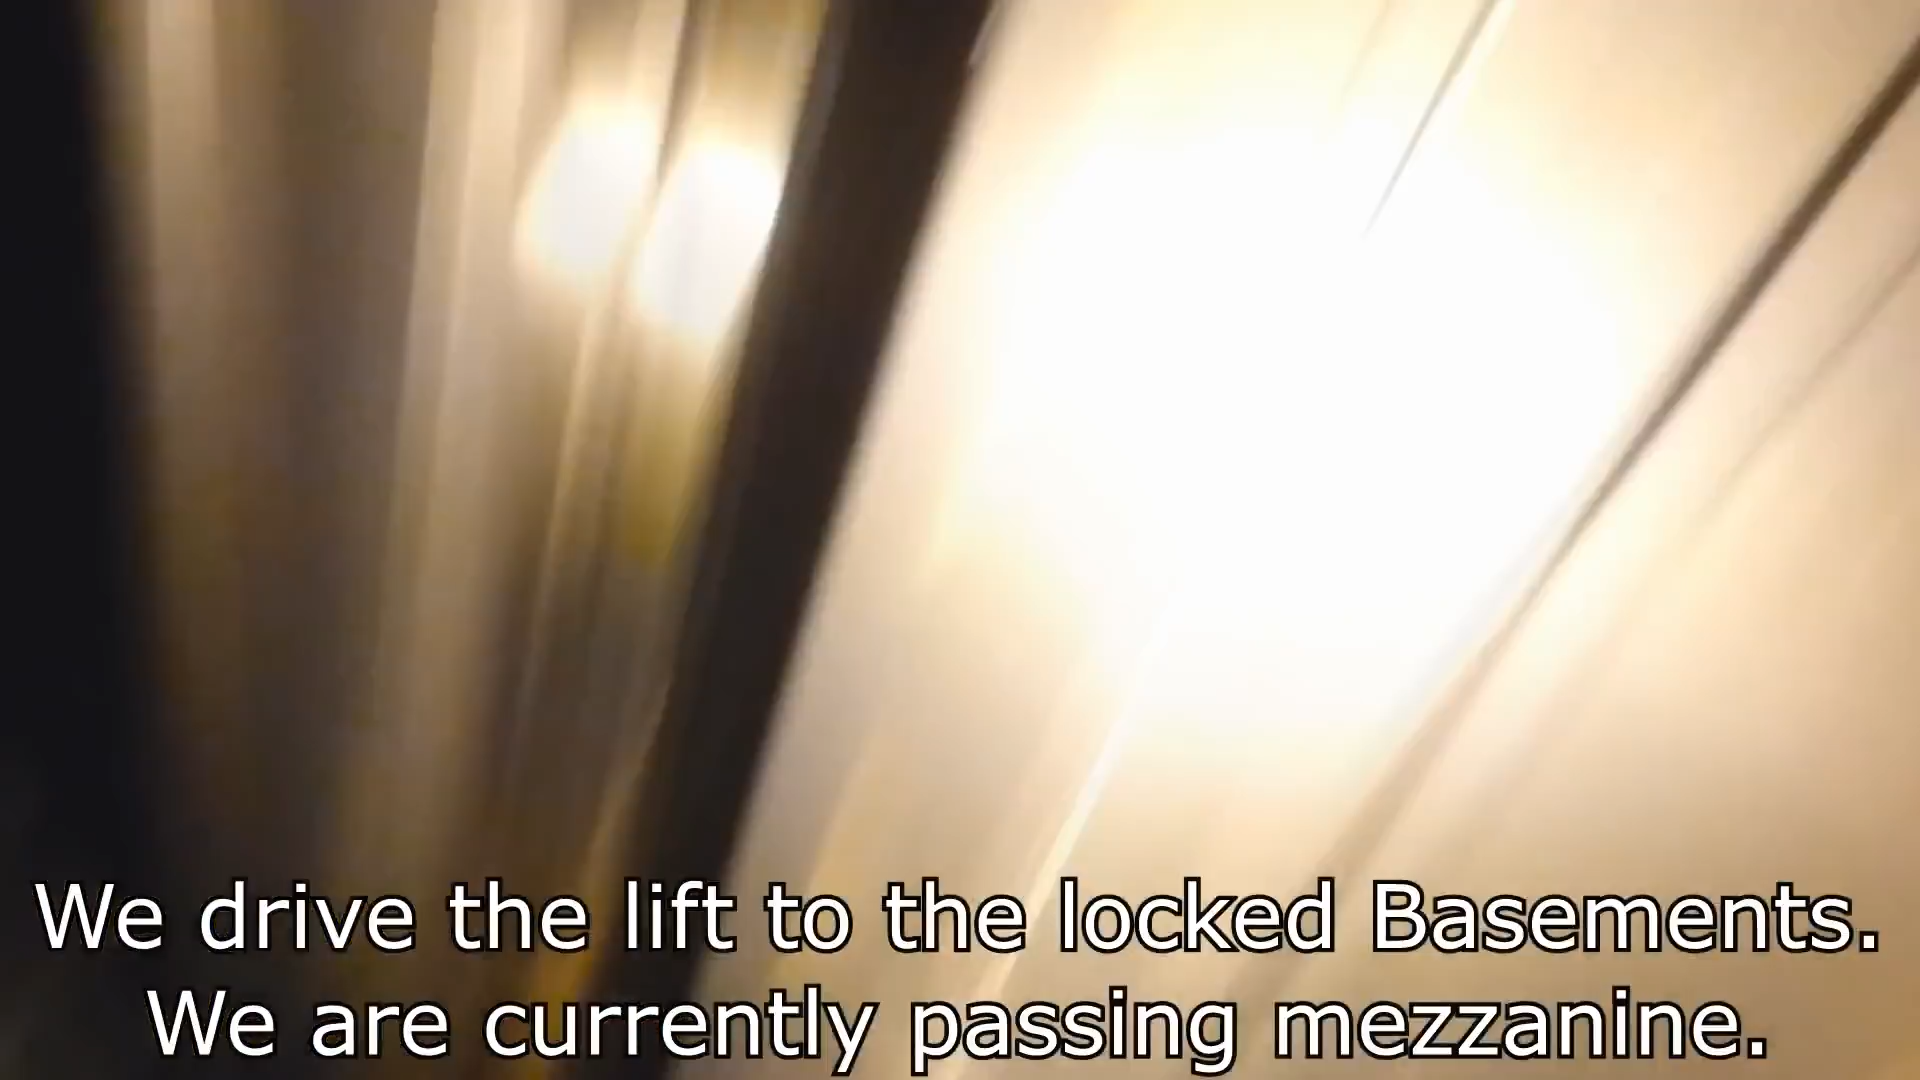 We drive the lift to the locked Basements.
We are currently passing mezzanine.